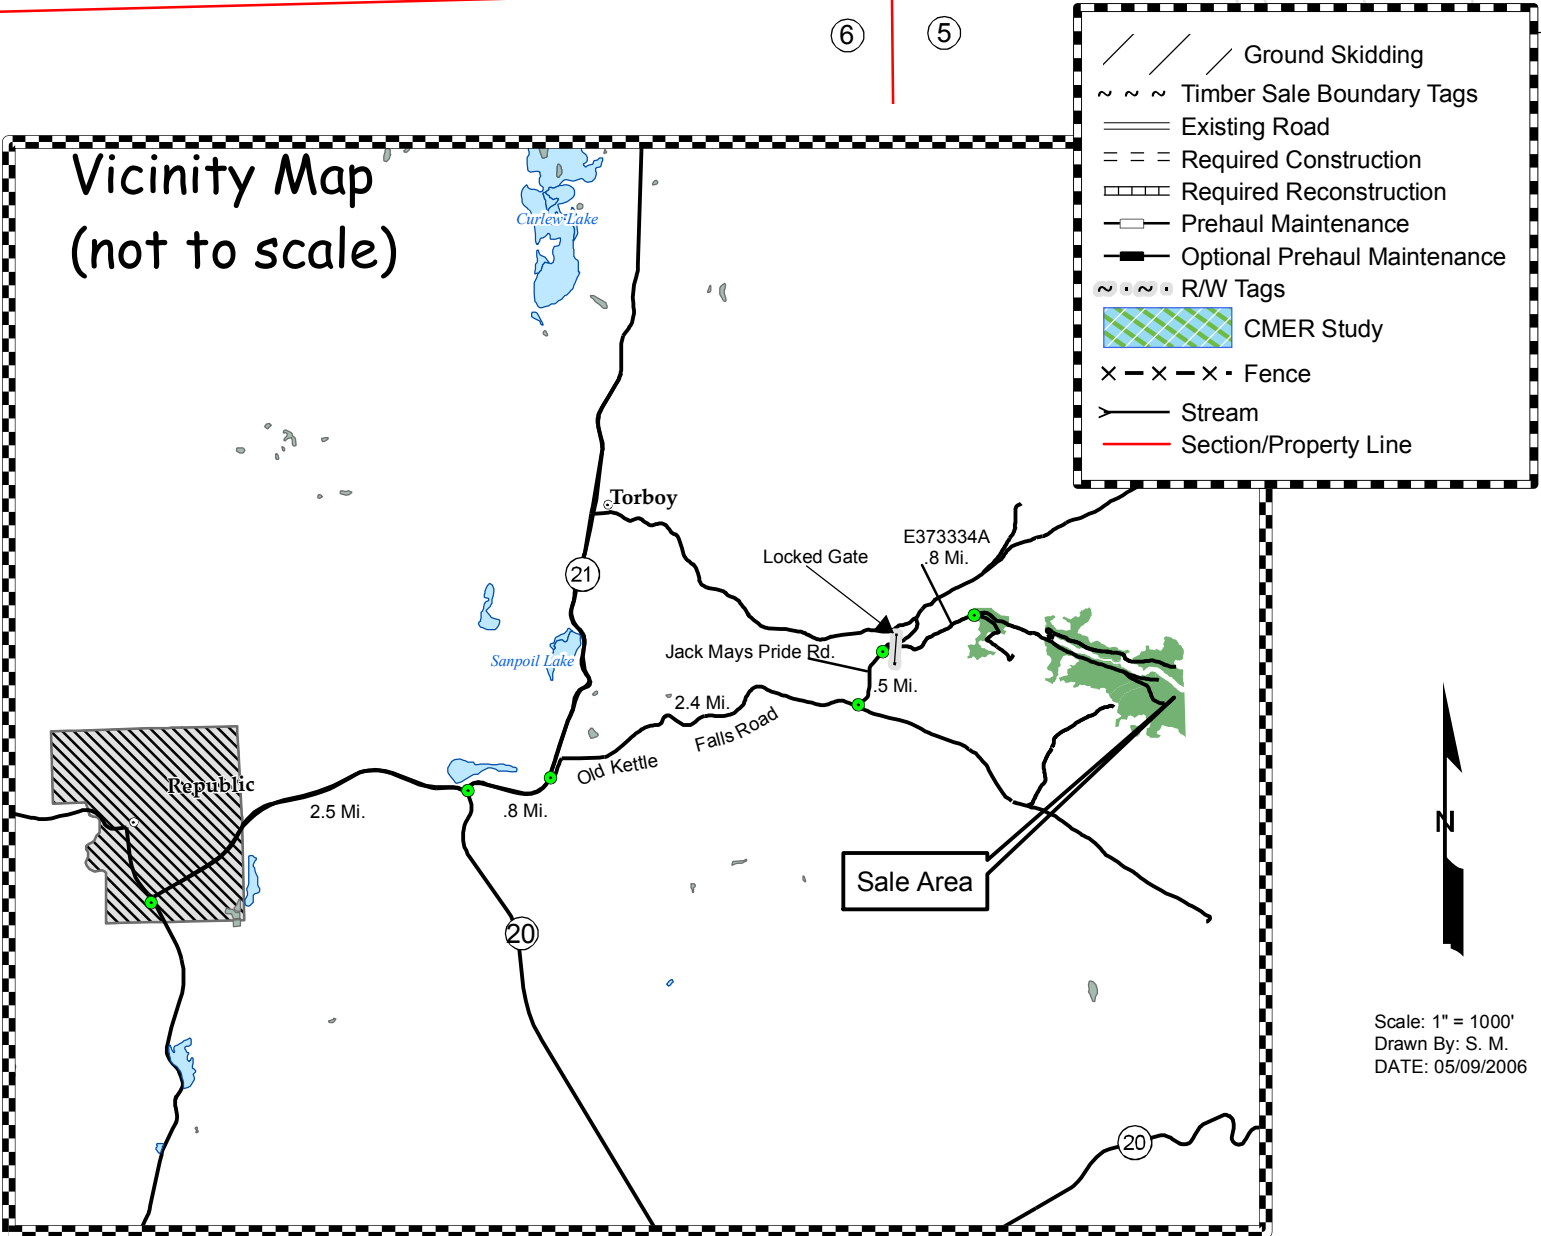 6
5
Ground Skidding
Timber Sale Boundary Tags
Existing Road
Required Construction
Required Reconstruction
Prehaul Maintenance
Optional Prehaul Maintenance
R/W Tags
CMER Study
Fence
Stream
Section/Property Line
Vicinity Map
(not to scale)
Curlew Lake
Torboy
21
Locked Gate
E373334A
.8 Mi.
Sanpoil Lake
Jack Mays Pride Rd.
.5 Mi.
2.4 Mi.
Falls Road
Old Kettle
Republic
2.5 Mi.
.8 Mi.
Sale Area
20
N
Scale: 1" = 1000'
Drawn By: S. M.
DATE: 05/09/2006
20